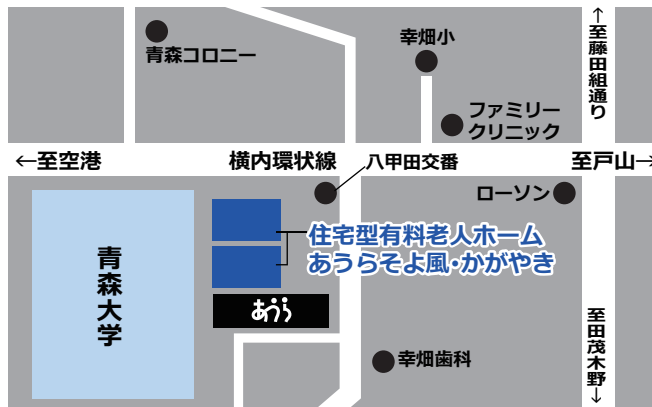 青森コロニー
幸畑小
↑至藤田組通り
ファミリー
クリニック
←至空港
横内環状線
八甲田交番
至戸山→
ローソン
青森大学
住宅型有料老人ホーム
あうらそよ風・かがやき
あうら
幸畑歯科
至田茂木野↓